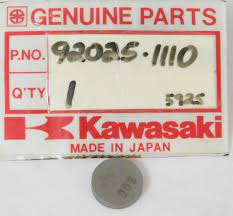 GENUINE PARTS
P.NO. 92025-1110
Q'TY 1 5925
Kawasaki
MADE IN JAPAN